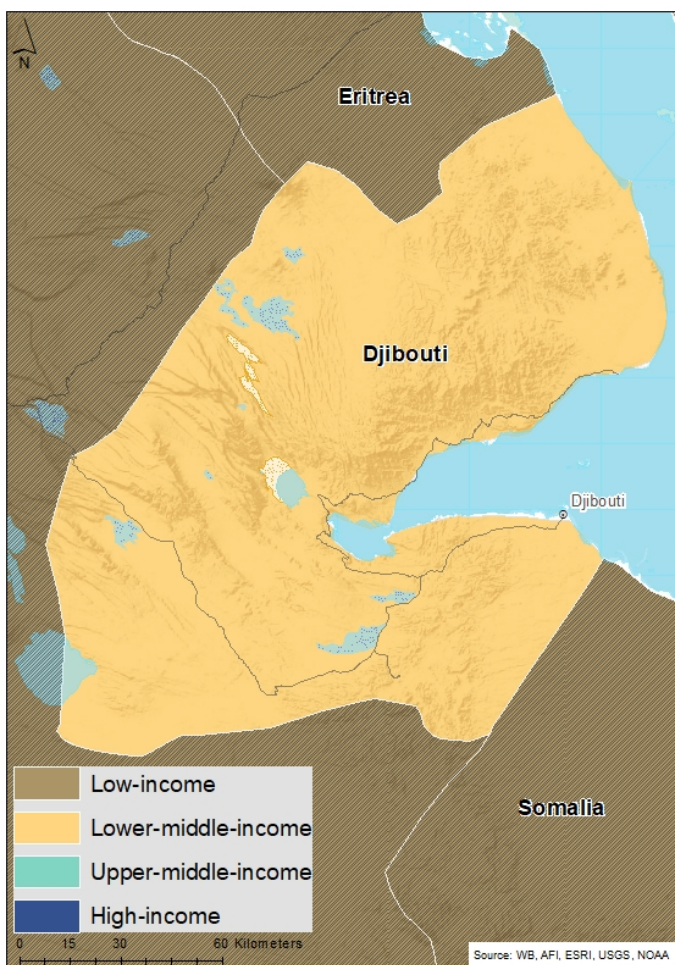 N
Eritrea
Djibouti
Djibouti
Somalia
Low-income
Lower-middle-income
Upper-middle-income
High-income
0 15 30 60 Kilometers
Source: WB, AFI, ESRI, USGS, NOAA